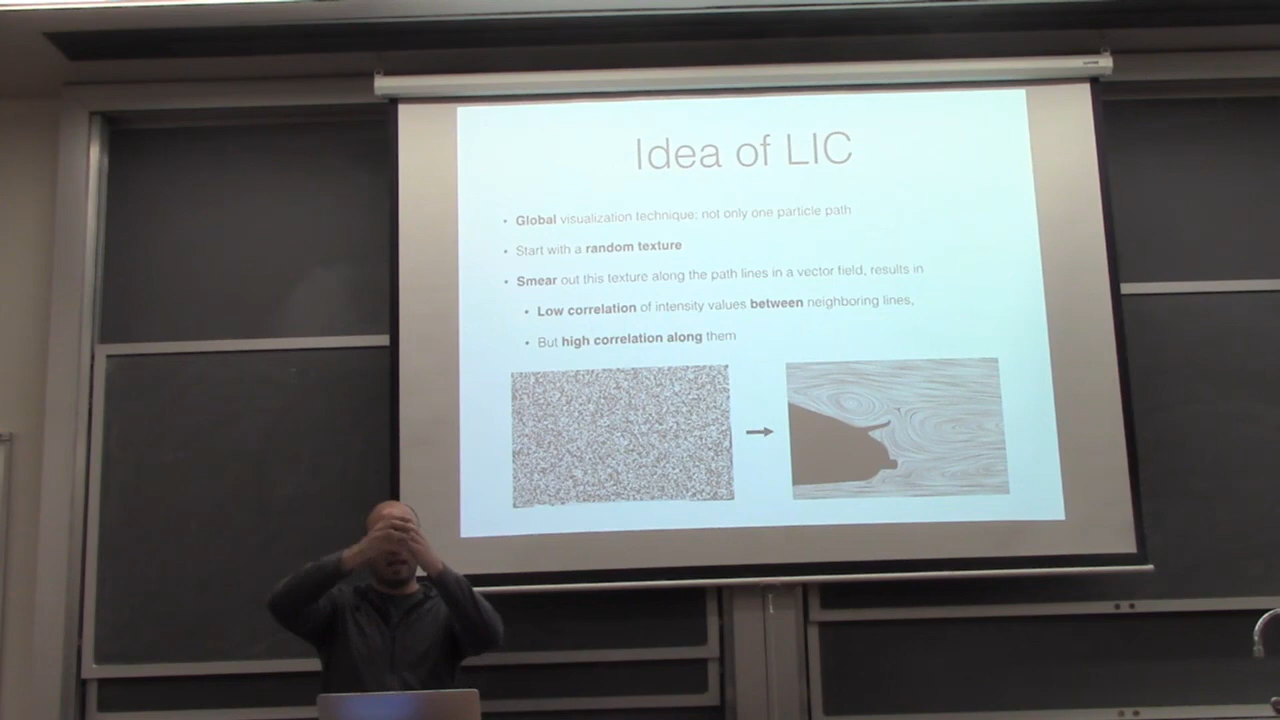 Idea of LIC
• Global visualization technique; not only one particle path
• Start with a random texture
• Smear out this texture along the path lines in a vector field, results in
• Low correlation of intensity values between neighboring lines,
• But high correlation along them